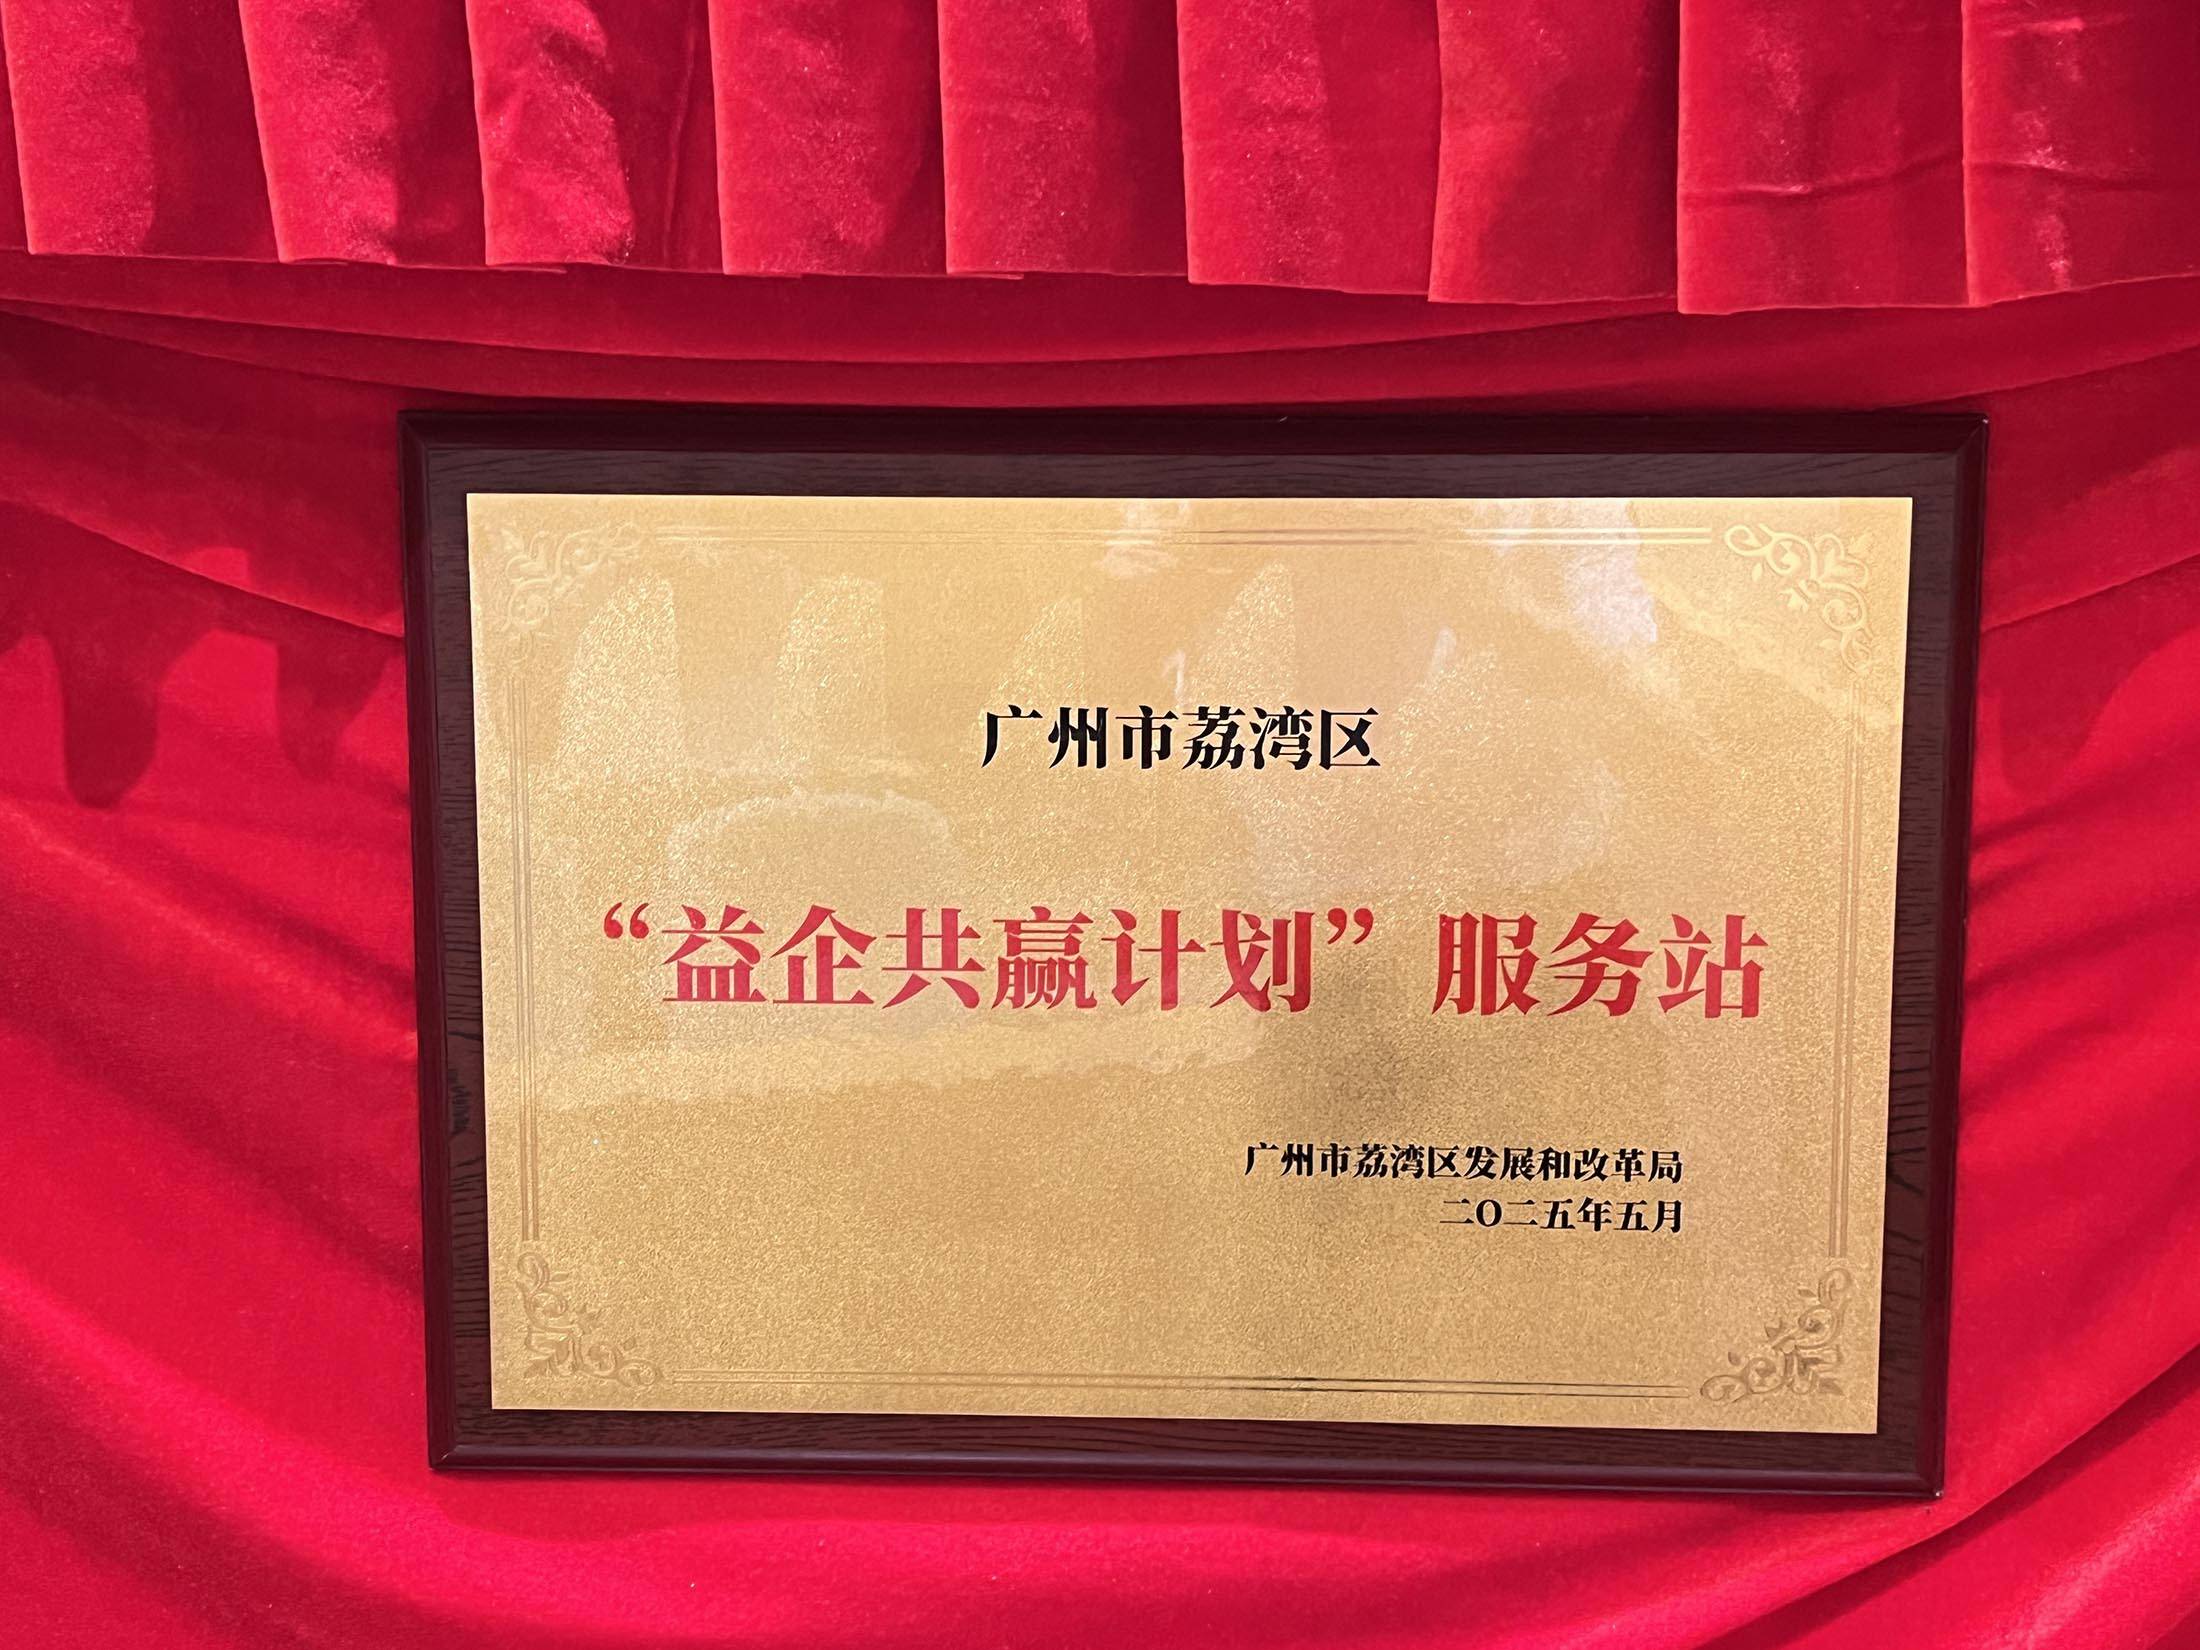 广州市荔湾区
“益企共赢计划”服务站
广州市荔湾区发展和改革局
二O二五年五月